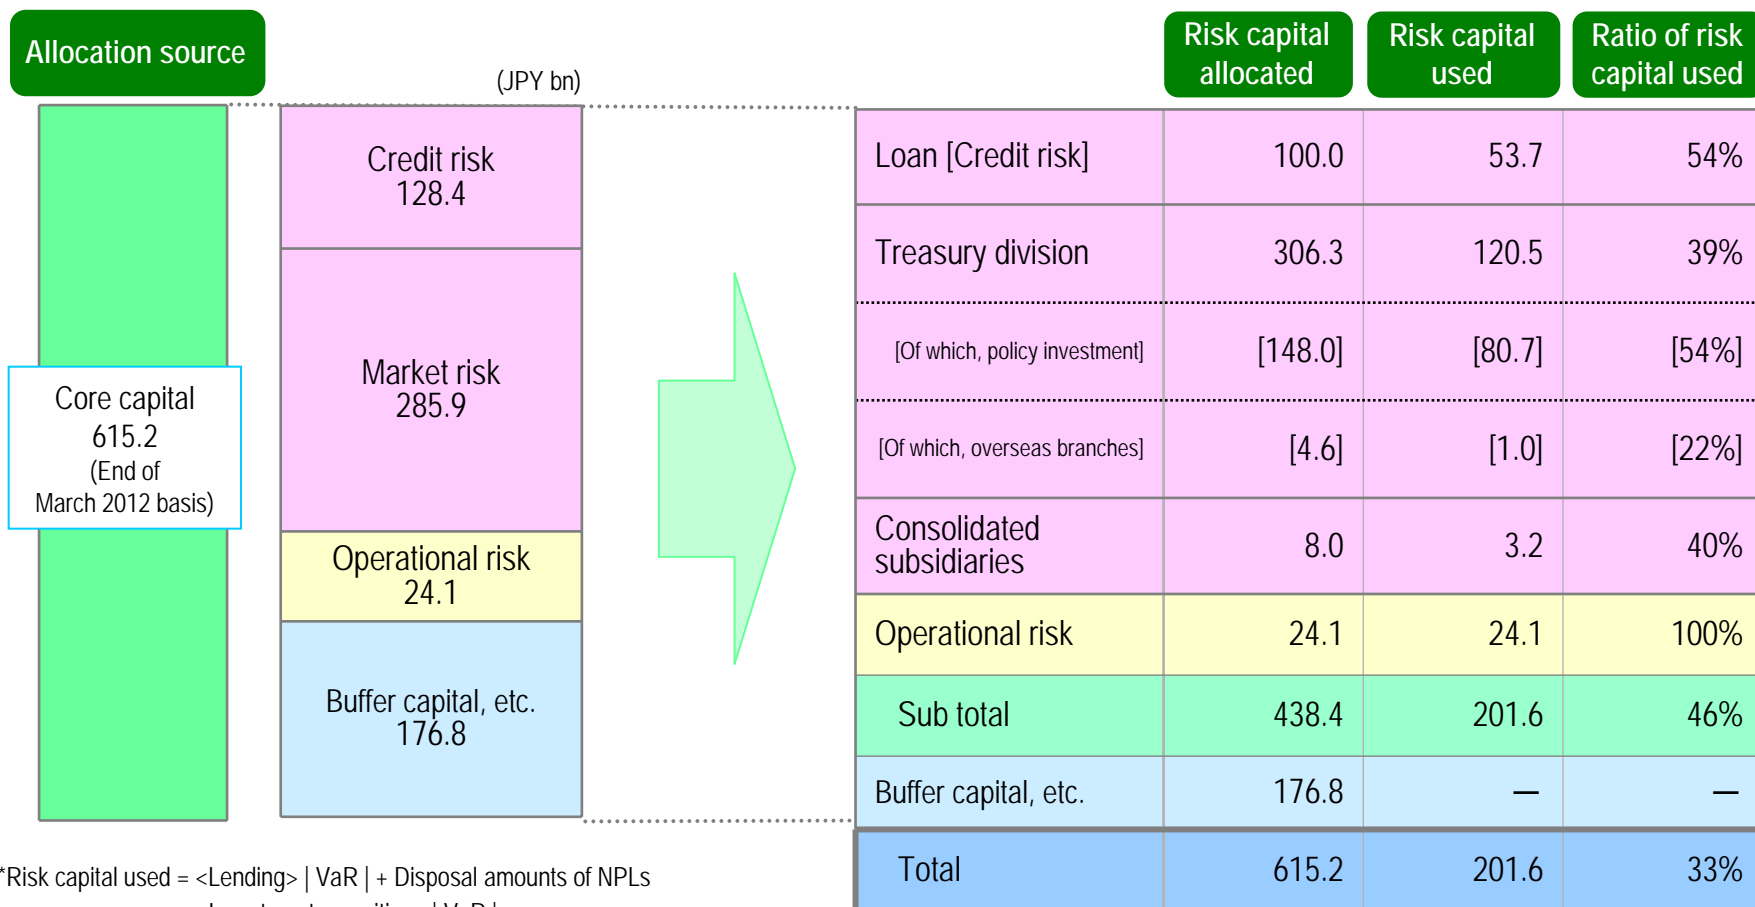 Allocation source
(JPY bn)
Risk capital
allocated
Risk capital
used
Ratio of risk
capital used
Core capital
615.2
(End of
March 2012 basis)
Credit risk
128.4
Market risk
285.9
Operational risk
24.1
Buffer capital, etc.
176.8
Loan [Credit risk] 100.0 53.7 54%
Treasury division 306.3 120.5 39%
[Of which, policy investment] [148.0] [80.7] [54%]
[Of which, overseas branches] [4.6] [1.0] [22%]
Consolidated
subsidiaries 8.0 3.2 40%
Operational risk 24.1 24.1 100%
Sub total 438.4 201.6 46%
Buffer capital, etc. 176.8 — —
Total 615.2 201.6 33%
*Risk capital used = <Lending> | VaR | + Disposal amounts of NPLs